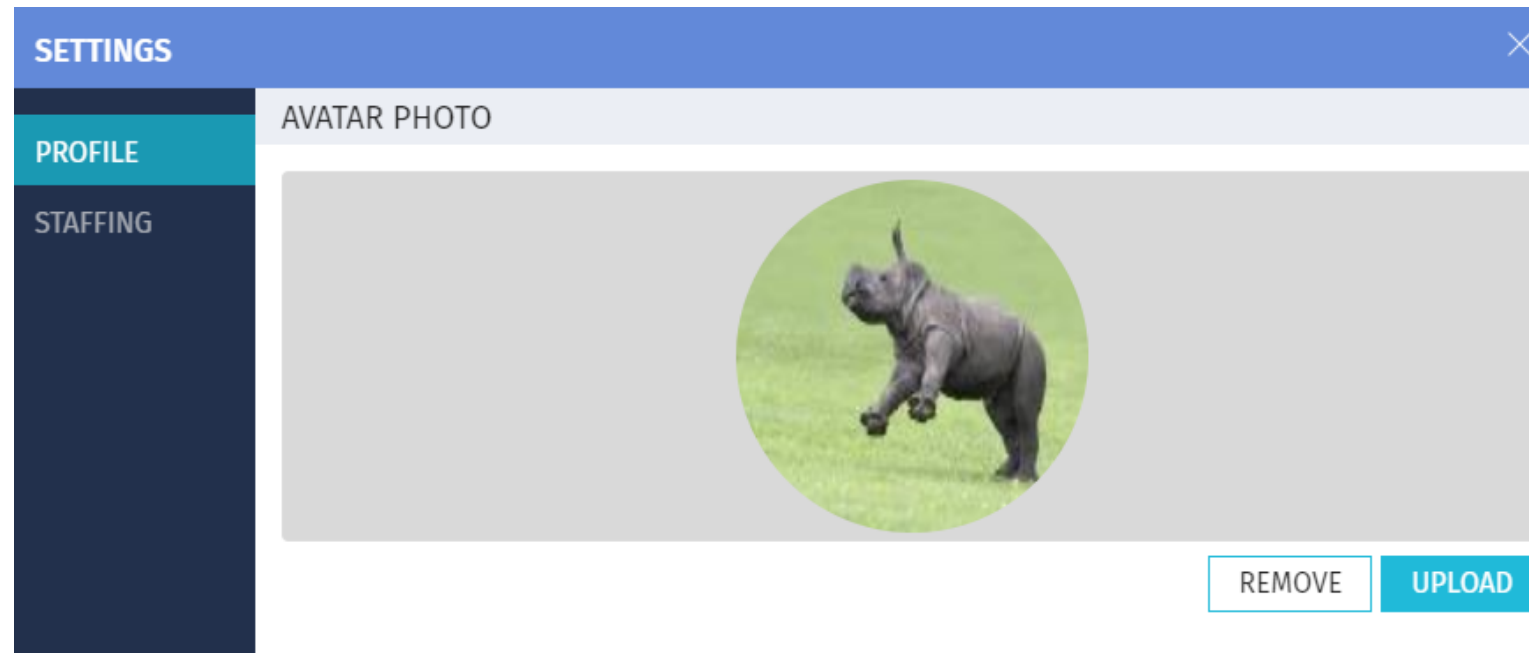 SETTINGS
PROFILE
STAFFING
AVATAR PHOTO
REMOVE
UPLOAD